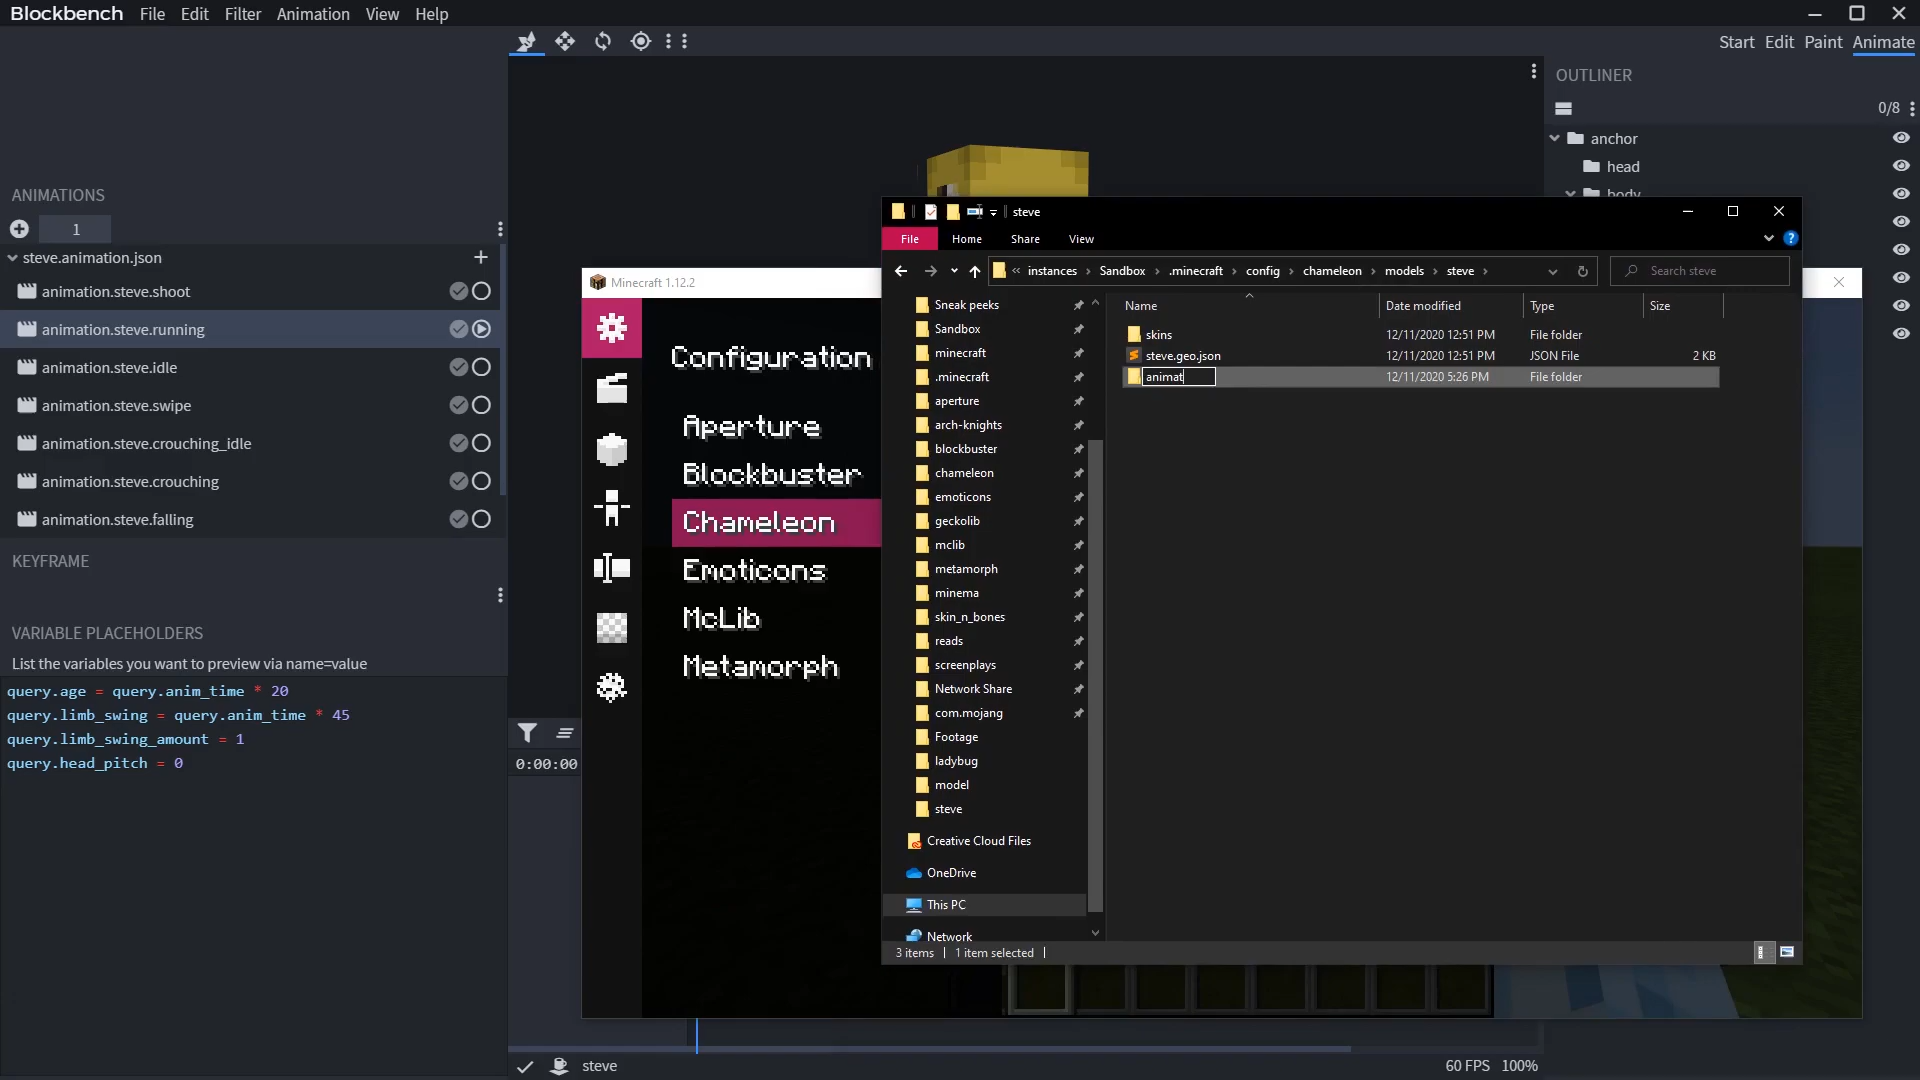 Blockbench File Edit Filter Animation View Help
Start Edit Paint Animate
OUTLINER
0/8
anchor
head
body
ANIMATIONS
1
steve.animation.json
animation.steve.shoot
animation.steve.running
animation.steve.idle
animation.steve.swipe
animation.steve.crouching_idle
animation.steve.crouching
animation.steve.falling
KEYFRAME
VARIABLE PLACEHOLDERS
List the variables you want to preview via name=value
query.age = query.anim_time * 20
query.limb_swing = query.anim_time * 45
query.limb_swing_amount = 1
query.head_pitch = 0
0:00:00
Minecraft 1.12.2
Configuration
Aperture
Blockbuster
Chameleon
Emoticons
McLib
Metamorph
steve
File Home Share View
« instances › Sandbox › .minecraft › config › chameleon › models › steve ›
Search steve
Sneak peeks
Sandbox
minecraft
.minecraft
aperture
arch-knights
blockbuster
chameleon
emoticons
geckolib
mclib
metamorph
minema
skin_n_bones
reads
screenplays
Network Share
com.mojang
Footage
ladybug
model
steve
Creative Cloud Files
OneDrive
This PC
Network
Name Date modified Type Size
skins 12/11/2020 12:51 PM File folder
steve.geo.json 12/11/2020 12:51 PM JSON File 2 KB
animat 12/11/2020 5:26 PM File folder
3 items 1 item selected
steve
60 FPS 100%